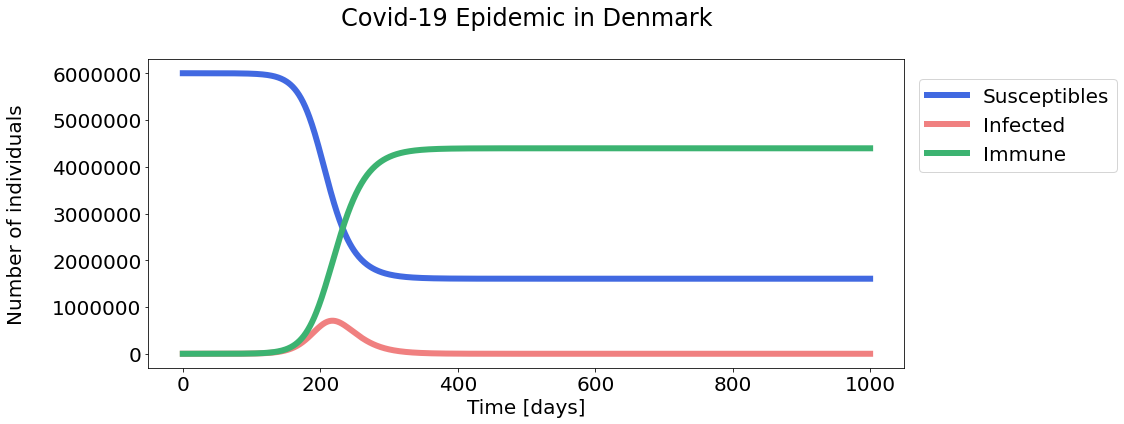 Covid-19 Epidemic in Denmark
Number of individuals
6000000
5000000
4000000
3000000
2000000
1000000
0
0 200 400 600 800 1000
Time [days]
Susceptibles
Infected
Immune